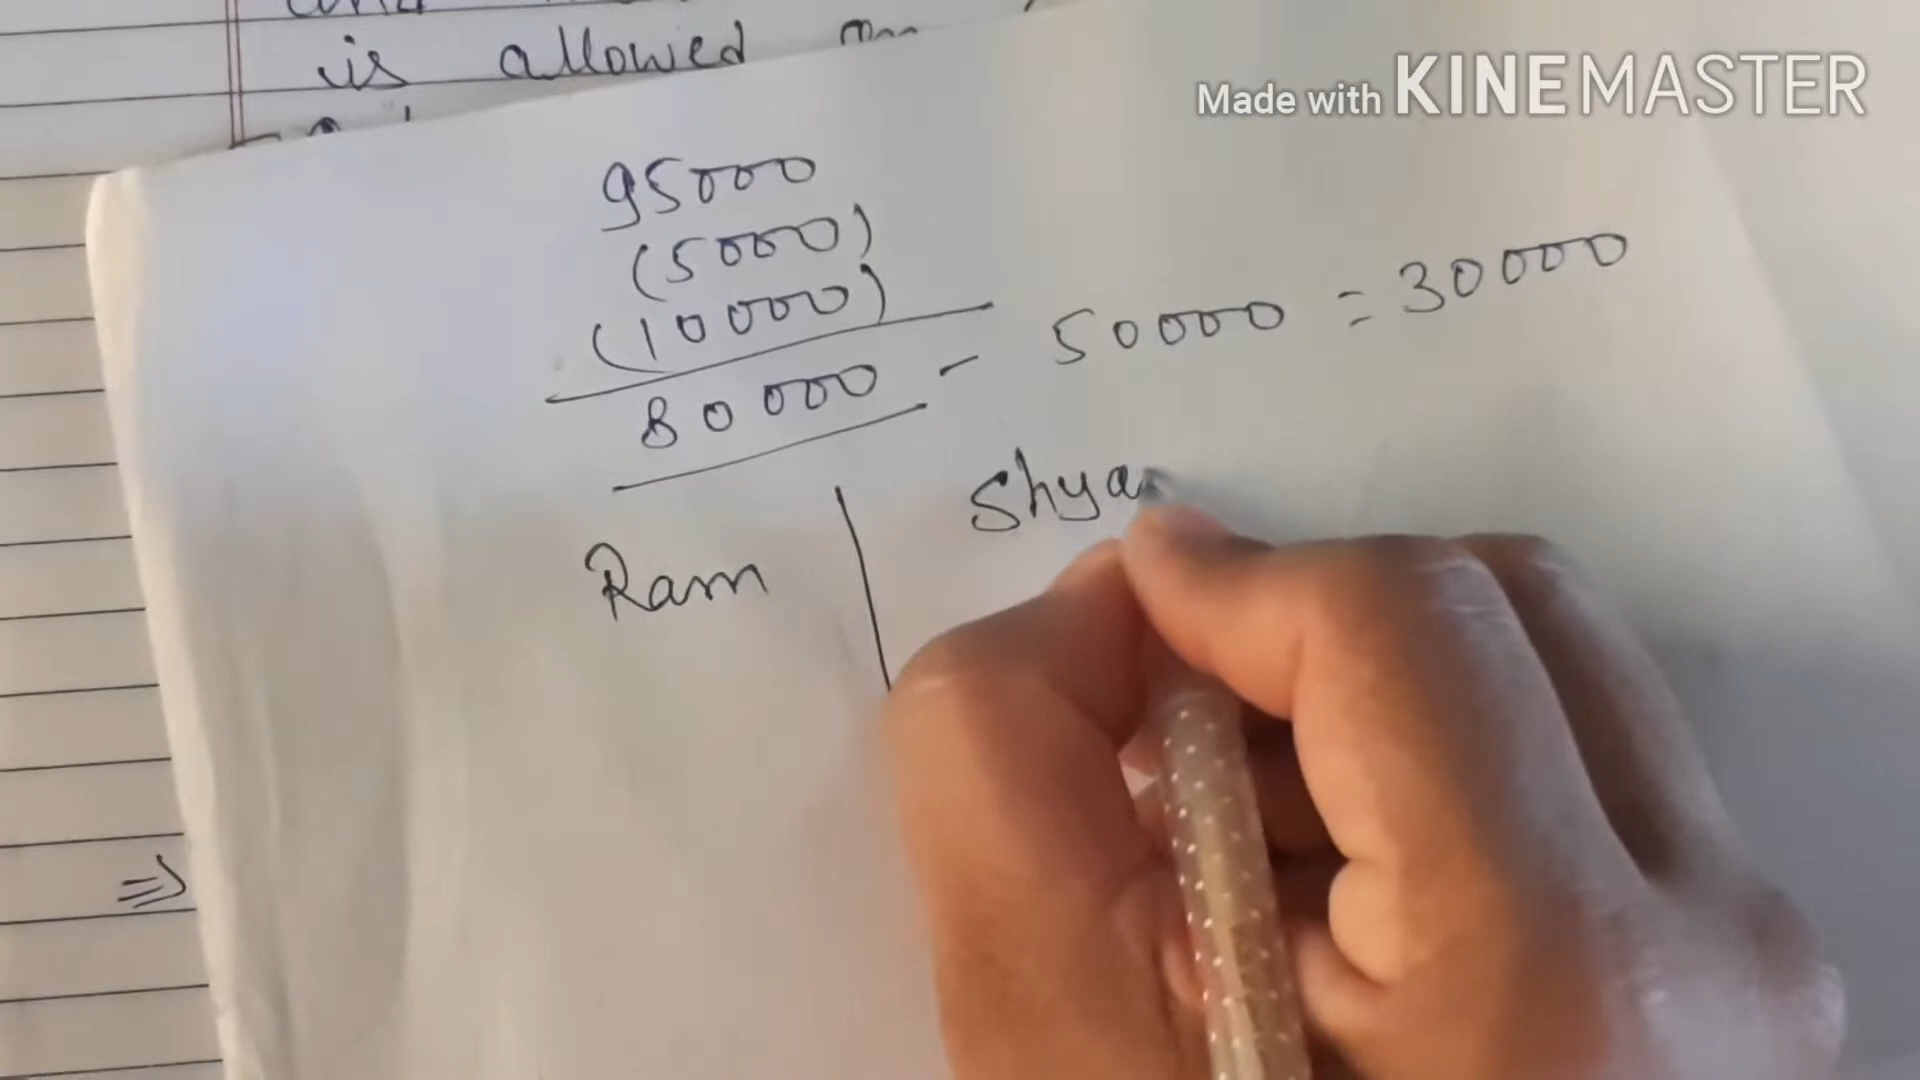 is allowed
Made with KINEMASTER
95000
(5000)
(10000)
80000 - 50000 = 30000
Ram | Shya
⇒